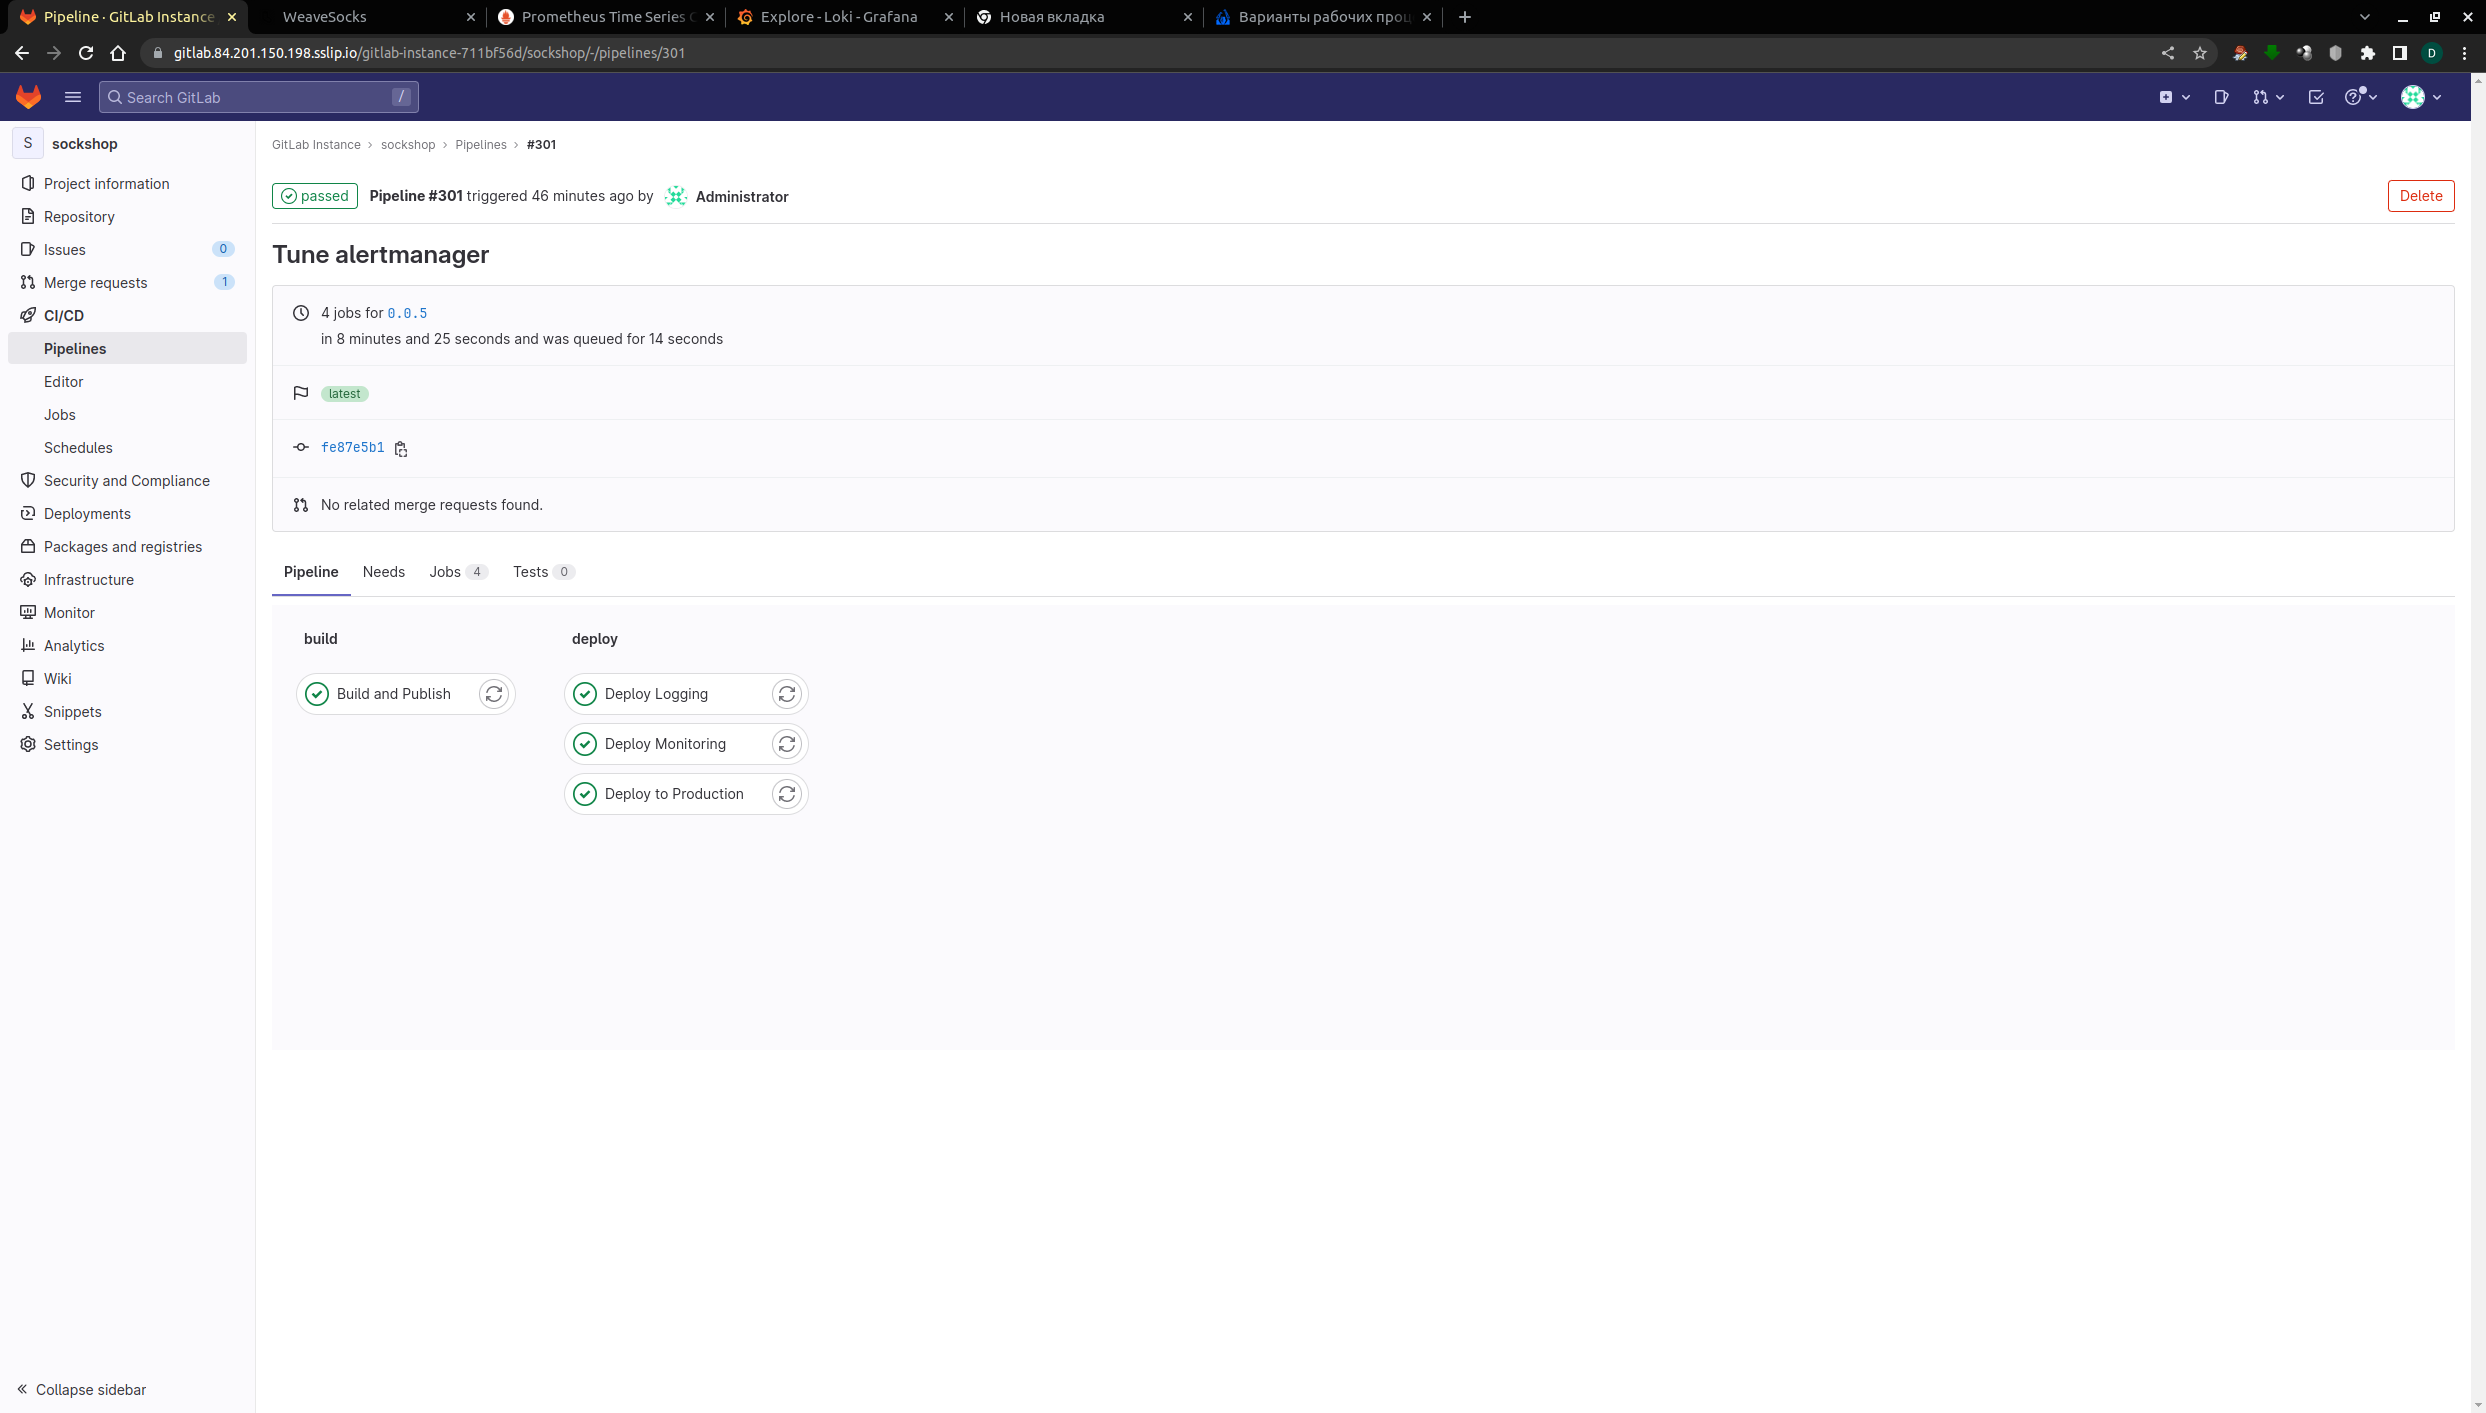 Pipeline · GitLab Instance
WeaveSocks
Prometheus Time Series
Explore - Loki - Grafana
Новая вкладка
Варианты рабочих
gitlab.84.201.150.198.sslip.io/gitlab-instance-711bf56d/sockshop/-/pipelines/301
D
Search GitLab
/
S
sockshop
Project information
Repository
Issues
0
Merge requests
1
CI/CD
Pipelines
Editor
Jobs
Schedules
Security and Compliance
Deployments
Packages and registries
Infrastructure
Monitor
Analytics
Wiki
Snippets
Settings
Collapse sidebar
GitLab Instance › sockshop › Pipelines › #301
passed
Pipeline #301 triggered 46 minutes ago by Administrator
Delete
Tune alertmanager
4 jobs for 0.0.5
in 8 minutes and 25 seconds and was queued for 14 seconds
latest
fe87e5b1
No related merge requests found.
Pipeline Needs Jobs 4 Tests 0
build
Build and Publish
deploy
Deploy Logging
Deploy Monitoring
Deploy to Production